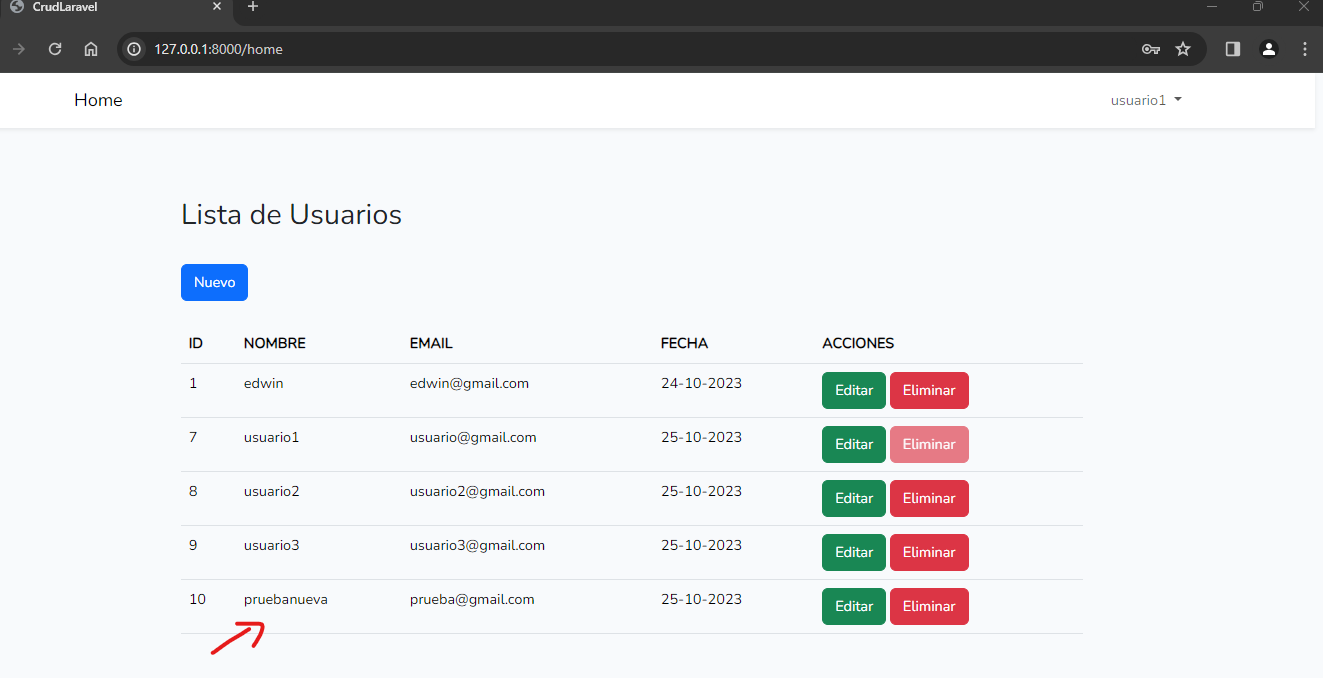 CrudLaravel
127.0.0.1:8000/home
Home usuario1
Lista de Usuarios
Nuevo
ID NOMBRE EMAIL FECHA ACCIONES
1 edwin edwin@gmail.com 24-10-2023 Editar Eliminar
7 usuario1 usuario@gmail.com 25-10-2023 Editar Eliminar
8 usuario2 usuario2@gmail.com 25-10-2023 Editar Eliminar
9 usuario3 usuario3@gmail.com 25-10-2023 Editar Eliminar
10 pruebanueva prueba@gmail.com 25-10-2023 Editar Eliminar